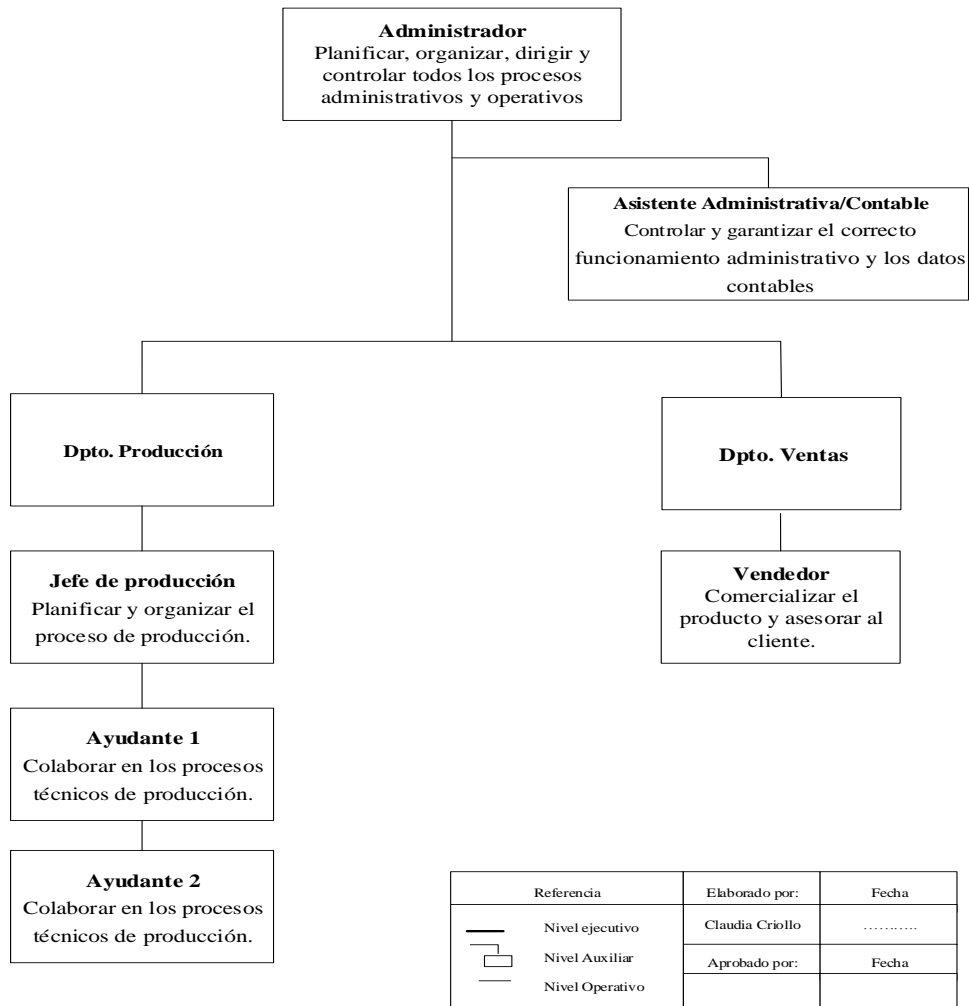 Administrador
Planificar, organizar, dirigir y
controlar todos los procesos
administrativos y operativos
Asistente Administrativa/Contable
Controlar y garantizar el correcto
funcionamiento administrativo y los datos
contables
Dpto. Producción
Dpto. Ventas
Jefe de producción
Planificar y organizar el
proceso de producción.
Vendedor
Comercializar el
producto y asesorar al
cliente.
Ayudante 1
Colaborar en los procesos
técnicos de producción.
Ayudante 2
Colaborar en los procesos
técnicos de producción.
Referencia
Elaborado por:
Fecha
Nivel ejecutivo
Claudia Criollo
………..
Nivel Auxiliar
Aprobado por:
Fecha
Nivel Operativo